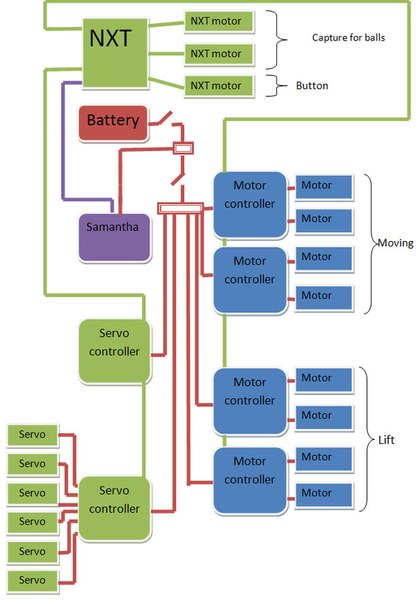 NXT
NXT motor
NXT motor
NXT motor
Capture for balls
Button
Battery
Samantha
Motor
controller
Motor
Motor
Motor
controller
Motor
Motor
Moving
Servo
controller
Motor
controller
Motor
Motor
Motor
controller
Motor
Motor
Lift
Servo
Servo
Servo
Servo
Servo
Servo
Servo
controller